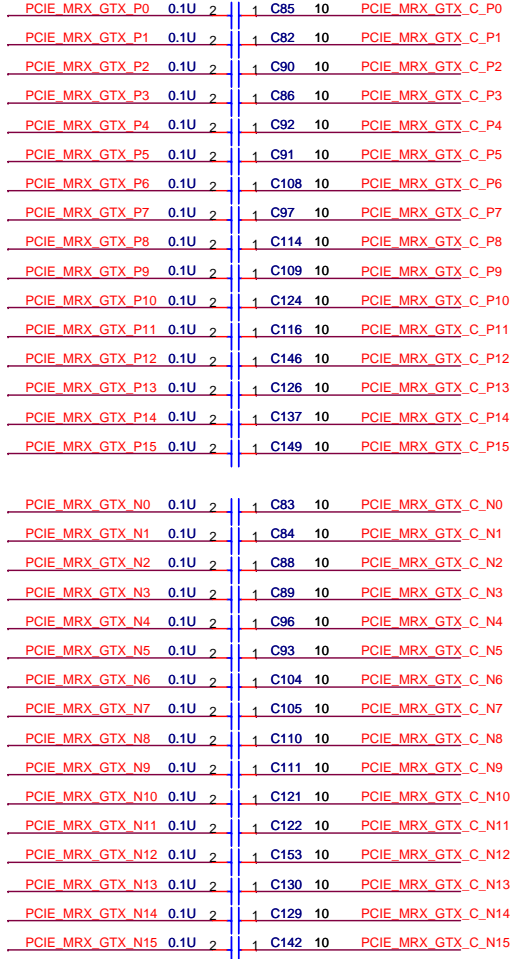 PCIE_MRX_GTX_P0 0.1U 2 1 C85 10 PCIE_MRX_GTX_C_P0
PCIE_MRX_GTX_P1 0.1U 2 1 C82 10 PCIE_MRX_GTX_C_P1
PCIE_MRX_GTX_P2 0.1U 2 1 C90 10 PCIE_MRX_GTX_C_P2
PCIE_MRX_GTX_P3 0.1U 2 1 C86 10 PCIE_MRX_GTX_C_P3
PCIE_MRX_GTX_P4 0.1U 2 1 C92 10 PCIE_MRX_GTX_C_P4
PCIE_MRX_GTX_P5 0.1U 2 1 C91 10 PCIE_MRX_GTX_C_P5
PCIE_MRX_GTX_P6 0.1U 2 1 C108 10 PCIE_MRX_GTX_C_P6
PCIE_MRX_GTX_P7 0.1U 2 1 C97 10 PCIE_MRX_GTX_C_P7
PCIE_MRX_GTX_P8 0.1U 2 1 C114 10 PCIE_MRX_GTX_C_P8
PCIE_MRX_GTX_P9 0.1U 2 1 C109 10 PCIE_MRX_GTX_C_P9
PCIE_MRX_GTX_P10 0.1U 2 1 C124 10 PCIE_MRX_GTX_C_P10
PCIE_MRX_GTX_P11 0.1U 2 1 C116 10 PCIE_MRX_GTX_C_P11
PCIE_MRX_GTX_P12 0.1U 2 1 C146 10 PCIE_MRX_GTX_C_P12
PCIE_MRX_GTX_P13 0.1U 2 1 C126 10 PCIE_MRX_GTX_C_P13
PCIE_MRX_GTX_P14 0.1U 2 1 C137 10 PCIE_MRX_GTX_C_P14
PCIE_MRX_GTX_P15 0.1U 2 1 C149 10 PCIE_MRX_GTX_C_P15
PCIE_MRX_GTX_N0 0.1U 2 1 C83 10 PCIE_MRX_GTX_C_N0
PCIE_MRX_GTX_N1 0.1U 2 1 C84 10 PCIE_MRX_GTX_C_N1
PCIE_MRX_GTX_N2 0.1U 2 1 C88 10 PCIE_MRX_GTX_C_N2
PCIE_MRX_GTX_N3 0.1U 2 1 C89 10 PCIE_MRX_GTX_C_N3
PCIE_MRX_GTX_N4 0.1U 2 1 C96 10 PCIE_MRX_GTX_C_N4
PCIE_MRX_GTX_N5 0.1U 2 1 C93 10 PCIE_MRX_GTX_C_N5
PCIE_MRX_GTX_N6 0.1U 2 1 C104 10 PCIE_MRX_GTX_C_N6
PCIE_MRX_GTX_N7 0.1U 2 1 C105 10 PCIE_MRX_GTX_C_N7
PCIE_MRX_GTX_N8 0.1U 2 1 C110 10 PCIE_MRX_GTX_C_N8
PCIE_MRX_GTX_N9 0.1U 2 1 C111 10 PCIE_MRX_GTX_C_N9
PCIE_MRX_GTX_N10 0.1U 2 1 C121 10 PCIE_MRX_GTX_C_N10
PCIE_MRX_GTX_N11 0.1U 2 1 C122 10 PCIE_MRX_GTX_C_N11
PCIE_MRX_GTX_N12 0.1U 2 1 C153 10 PCIE_MRX_GTX_C_N12
PCIE_MRX_GTX_N13 0.1U 2 1 C130 10 PCIE_MRX_GTX_C_N13
PCIE_MRX_GTX_N14 0.1U 2 1 C129 10 PCIE_MRX_GTX_C_N14
PCIE_MRX_GTX_N15 0.1U 2 1 C142 10 PCIE_MRX_GTX_C_N15